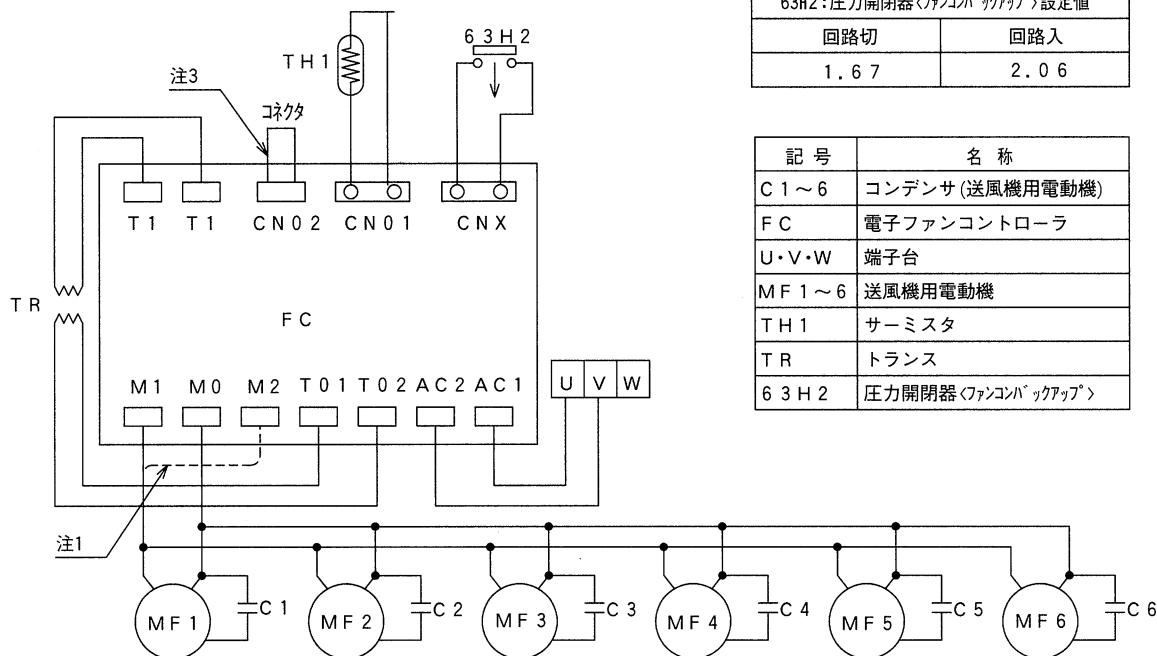 63H2:圧力開閉器<ファンコンバックアップ>設定値
回路切 回路入
1.67 2.06
63H2
TH1
注3
コネクタ
T1 T1 CN02 CN01 CNX
TR
FC
M1 M0 M2 T01 T02 AC2 AC1
U V W
注1
MF1 C1 MF2 C2 MF3 C3 MF4 C4 MF5 C5 MF6 C6
記号 名称
C1~6 コンデンサ(送風機用電動機)
FC 電子ファンコントローラ
U・V・W 端子台
MF1~6 送風機用電動機
TH1 サーミスタ
TR トランス
63H2 圧力開閉器<ファンコンバックアップ>